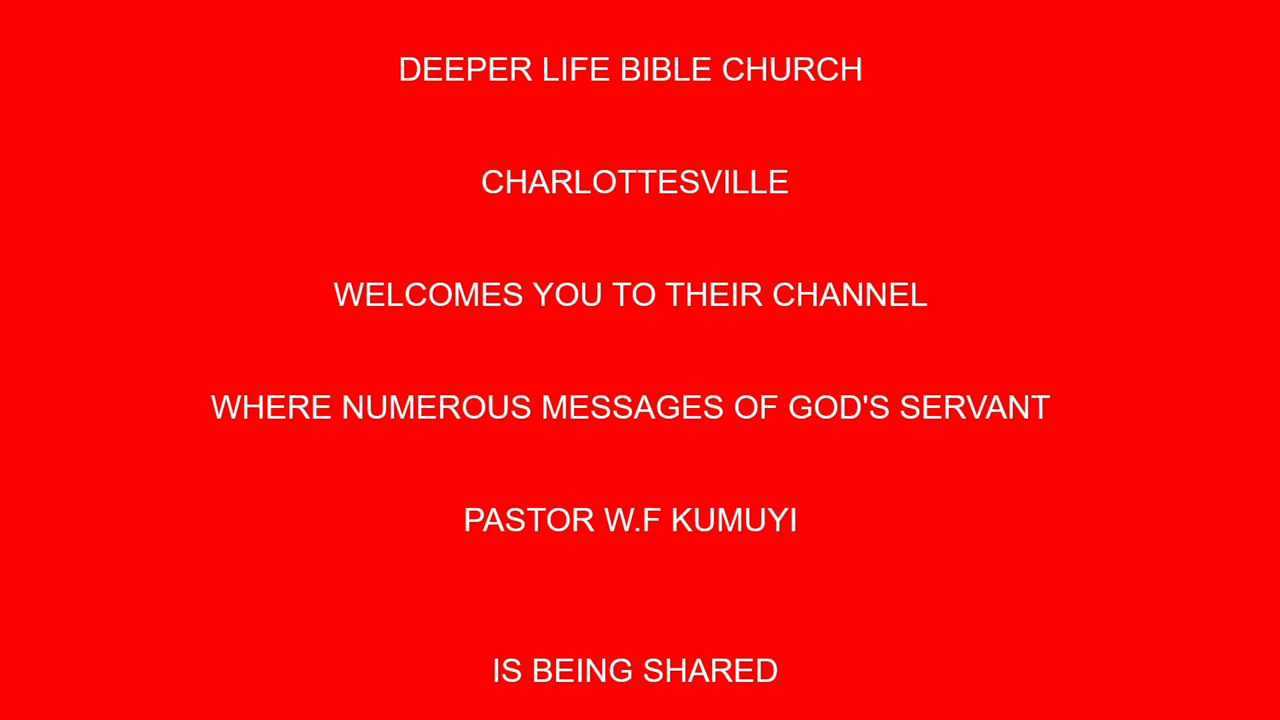 DEEPER LIFE BIBLE CHURCH
CHARLOTTESVILLE
WELCOMES YOU TO THEIR CHANNEL
WHERE NUMEROUS MESSAGES OF GOD'S SERVANT
PASTOR W.F KUMUYI
IS BEING SHARED